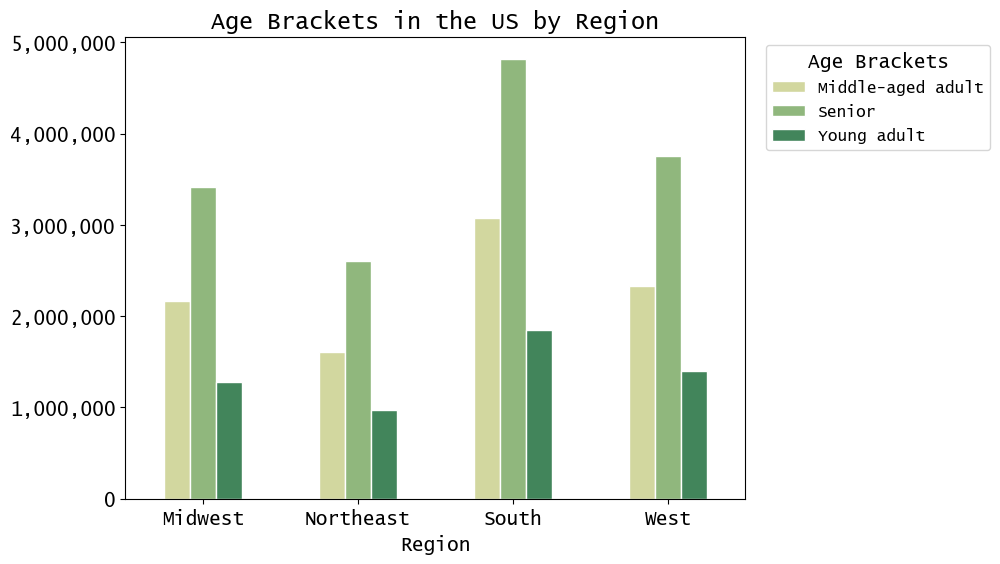 Age Brackets in the US by Region
5,000,000
4,000,000
3,000,000
2,000,000
1,000,000
0
Midwest
Northeast
South
West
Region
Age Brackets
Middle-aged adult
Senior
Young adult